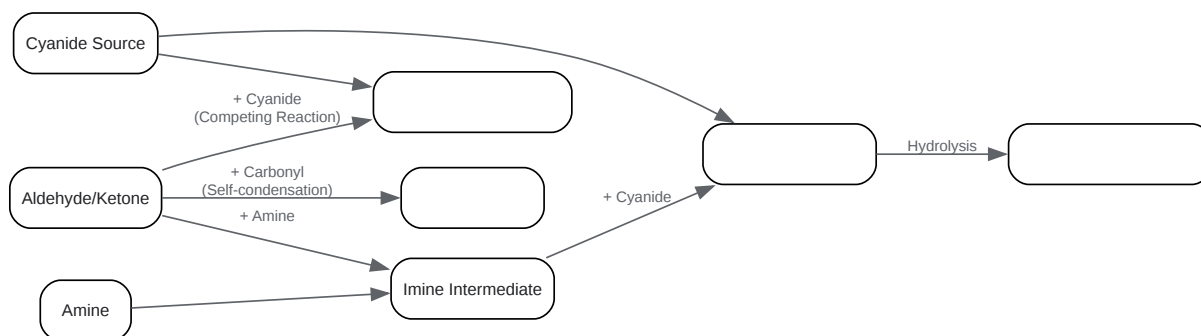 Cyanide Source
+ Cyanide
(Competing Reaction)
Hydrolysis
+ Carbonyl
(Self-condensation)
Aldehyde/Ketone
+ Cyanide
+ Amine
Imine Intermediate
Amine